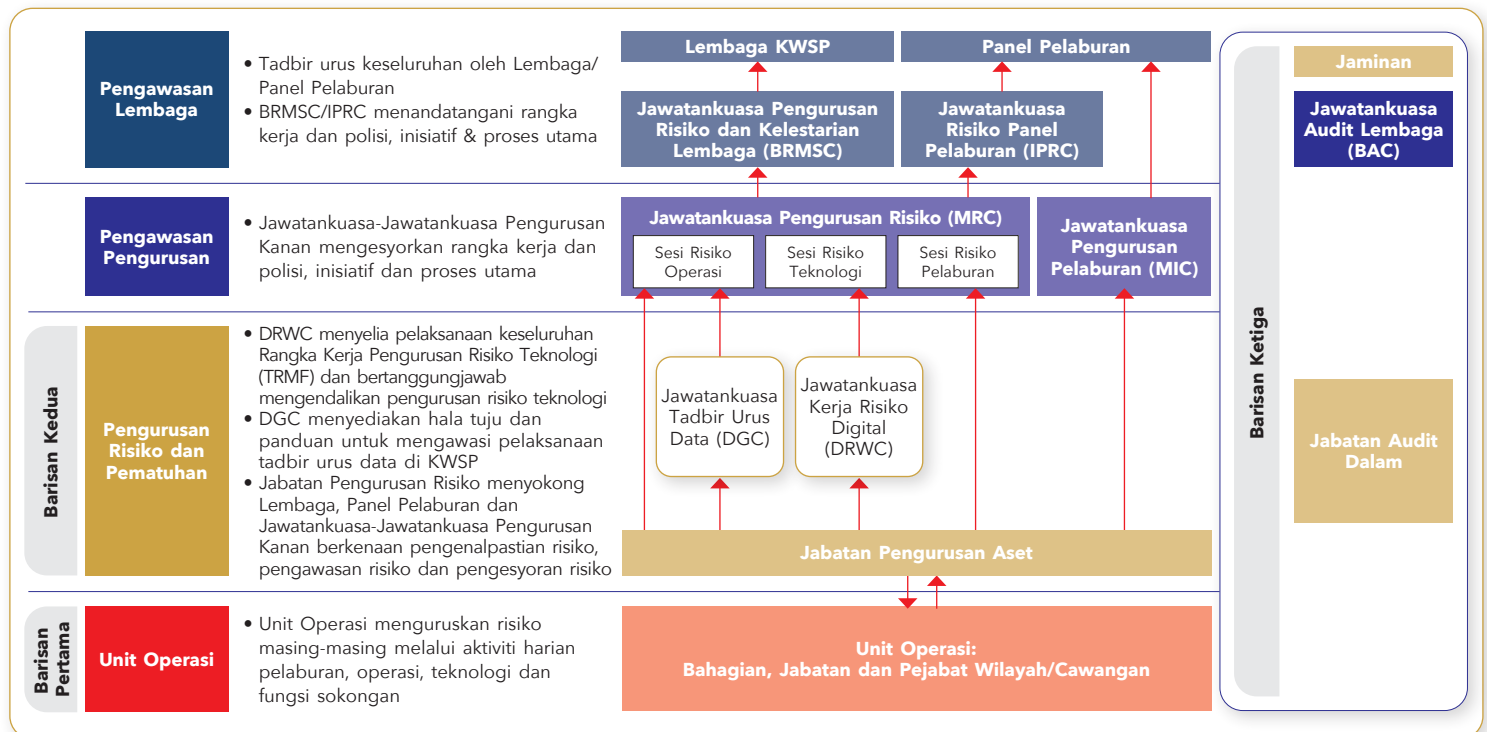 Pengawasan
Lembaga
• Tadbir urus keseluruhan oleh Lembaga/
Panel Pelaburan
• BRMSC/IPRC menandatangani rangka
kerja dan polisi, inisiatif & proses utama
Lembaga KWSP
Panel Pelaburan
Jawatankuasa Pengurusan
Risiko dan Kelestarian
Lembaga (BRMSC)
Jawatankuasa
Risiko Panel
Pelaburan (IPRC)
Pengawasan
Pengurusan
• Jawatankuasa-Jawatankuasa Pengurusan
Kanan mengesyorkan rangka kerja dan
polisi, inisiatif dan proses utama
Jawatankuasa Pengurusan Risiko (MRC)
Sesi Risiko
Operasi
Sesi Risiko
Teknologi
Sesi Risiko
Pelaburan
Jawatankuasa
Pengurusan
Pelaburan (MIC)
Barisan Kedua
Pengurusan
Risiko dan
Pematuhan
• DRWC menyelia pelaksanaan keseluruhan
Rangka Kerja Pengurusan Risiko Teknologi
(TRMF) dan bertanggungjawab
mengendalikan pengurusan risiko teknologi
• DGC menyediakan hala tuju dan
panduan untuk mengawasi pelaksanaan
tadbir urus data di KWSP
• Jabatan Pengurusan Risiko menyokong
Lembaga, Panel Pelaburan dan
Jawatankuasa-Jawatankuasa Pengurusan
Kanan berkenaan pengenalpastian risiko,
pengawasan risiko dan pengesyoran risiko
Jawatankuasa
Tadbir Urus
Data (DGC)
Jawatankuasa
Kerja Risiko
Digital
(DRWC)
Jabatan Pengurusan Aset
Barisan
Pertama
Unit Operasi
• Unit Operasi menguruskan risiko
masing-masing melalui aktiviti harian
pelaburan, operasi, teknologi dan
fungsi sokongan
Unit Operasi:
Bahagian, Jabatan dan Pejabat Wilayah/Cawangan
Barisan Ketiga
Jaminan
Jawatankuasa
Audit Lembaga
(BAC)
Jabatan Audit
Dalam